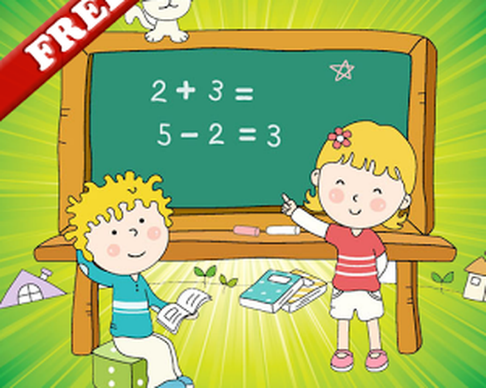 FREE
2 + 3 =
5 - 2 = 3